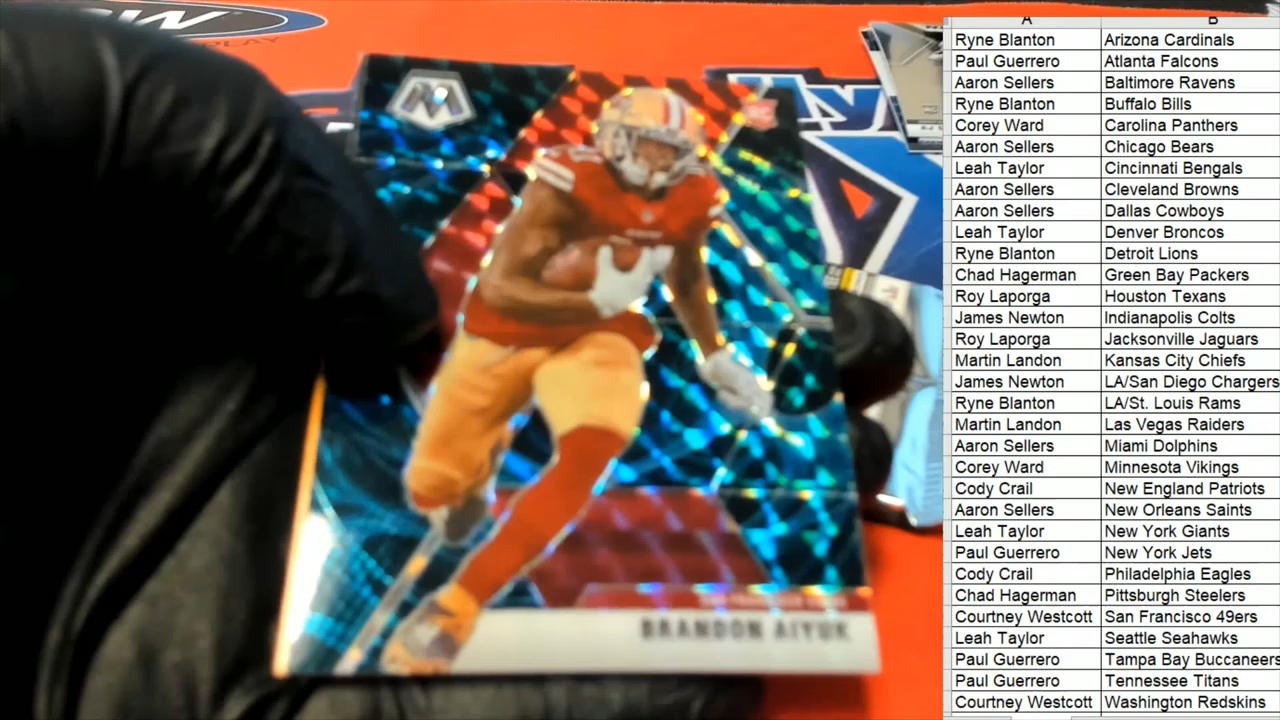 PLAY
BRANDON AIYUK
A B
Ryne Blanton Arizona Cardinals
Paul Guerrero Atlanta Falcons
Aaron Sellers Baltimore Ravens
Ryne Blanton Buffalo Bills
Corey Ward Carolina Panthers
Aaron Sellers Chicago Bears
Leah Taylor Cincinnati Bengals
Aaron Sellers Cleveland Browns
Aaron Sellers Dallas Cowboys
Leah Taylor Denver Broncos
Ryne Blanton Detroit Lions
Chad Hagerman Green Bay Packers
Roy Laporga Houston Texans
James Newton Indianapolis Colts
Roy Laporga Jacksonville Jaguars
Martin Landon Kansas City Chiefs
James Newton LA/San Diego Chargers
Ryne Blanton LA/St. Louis Rams
Martin Landon Las Vegas Raiders
Aaron Sellers Miami Dolphins
Corey Ward Minnesota Vikings
Cody Crail New England Patriots
Aaron Sellers New Orleans Saints
Leah Taylor New York Giants
Paul Guerrero New York Jets
Cody Crail Philadelphia Eagles
Chad Hagerman Pittsburgh Steelers
Courtney Westcott San Francisco 49ers
Leah Taylor Seattle Seahawks
Paul Guerrero Tampa Bay Buccaneers
Paul Guerrero Tennessee Titans
Courtney Westcott Washington Redskins